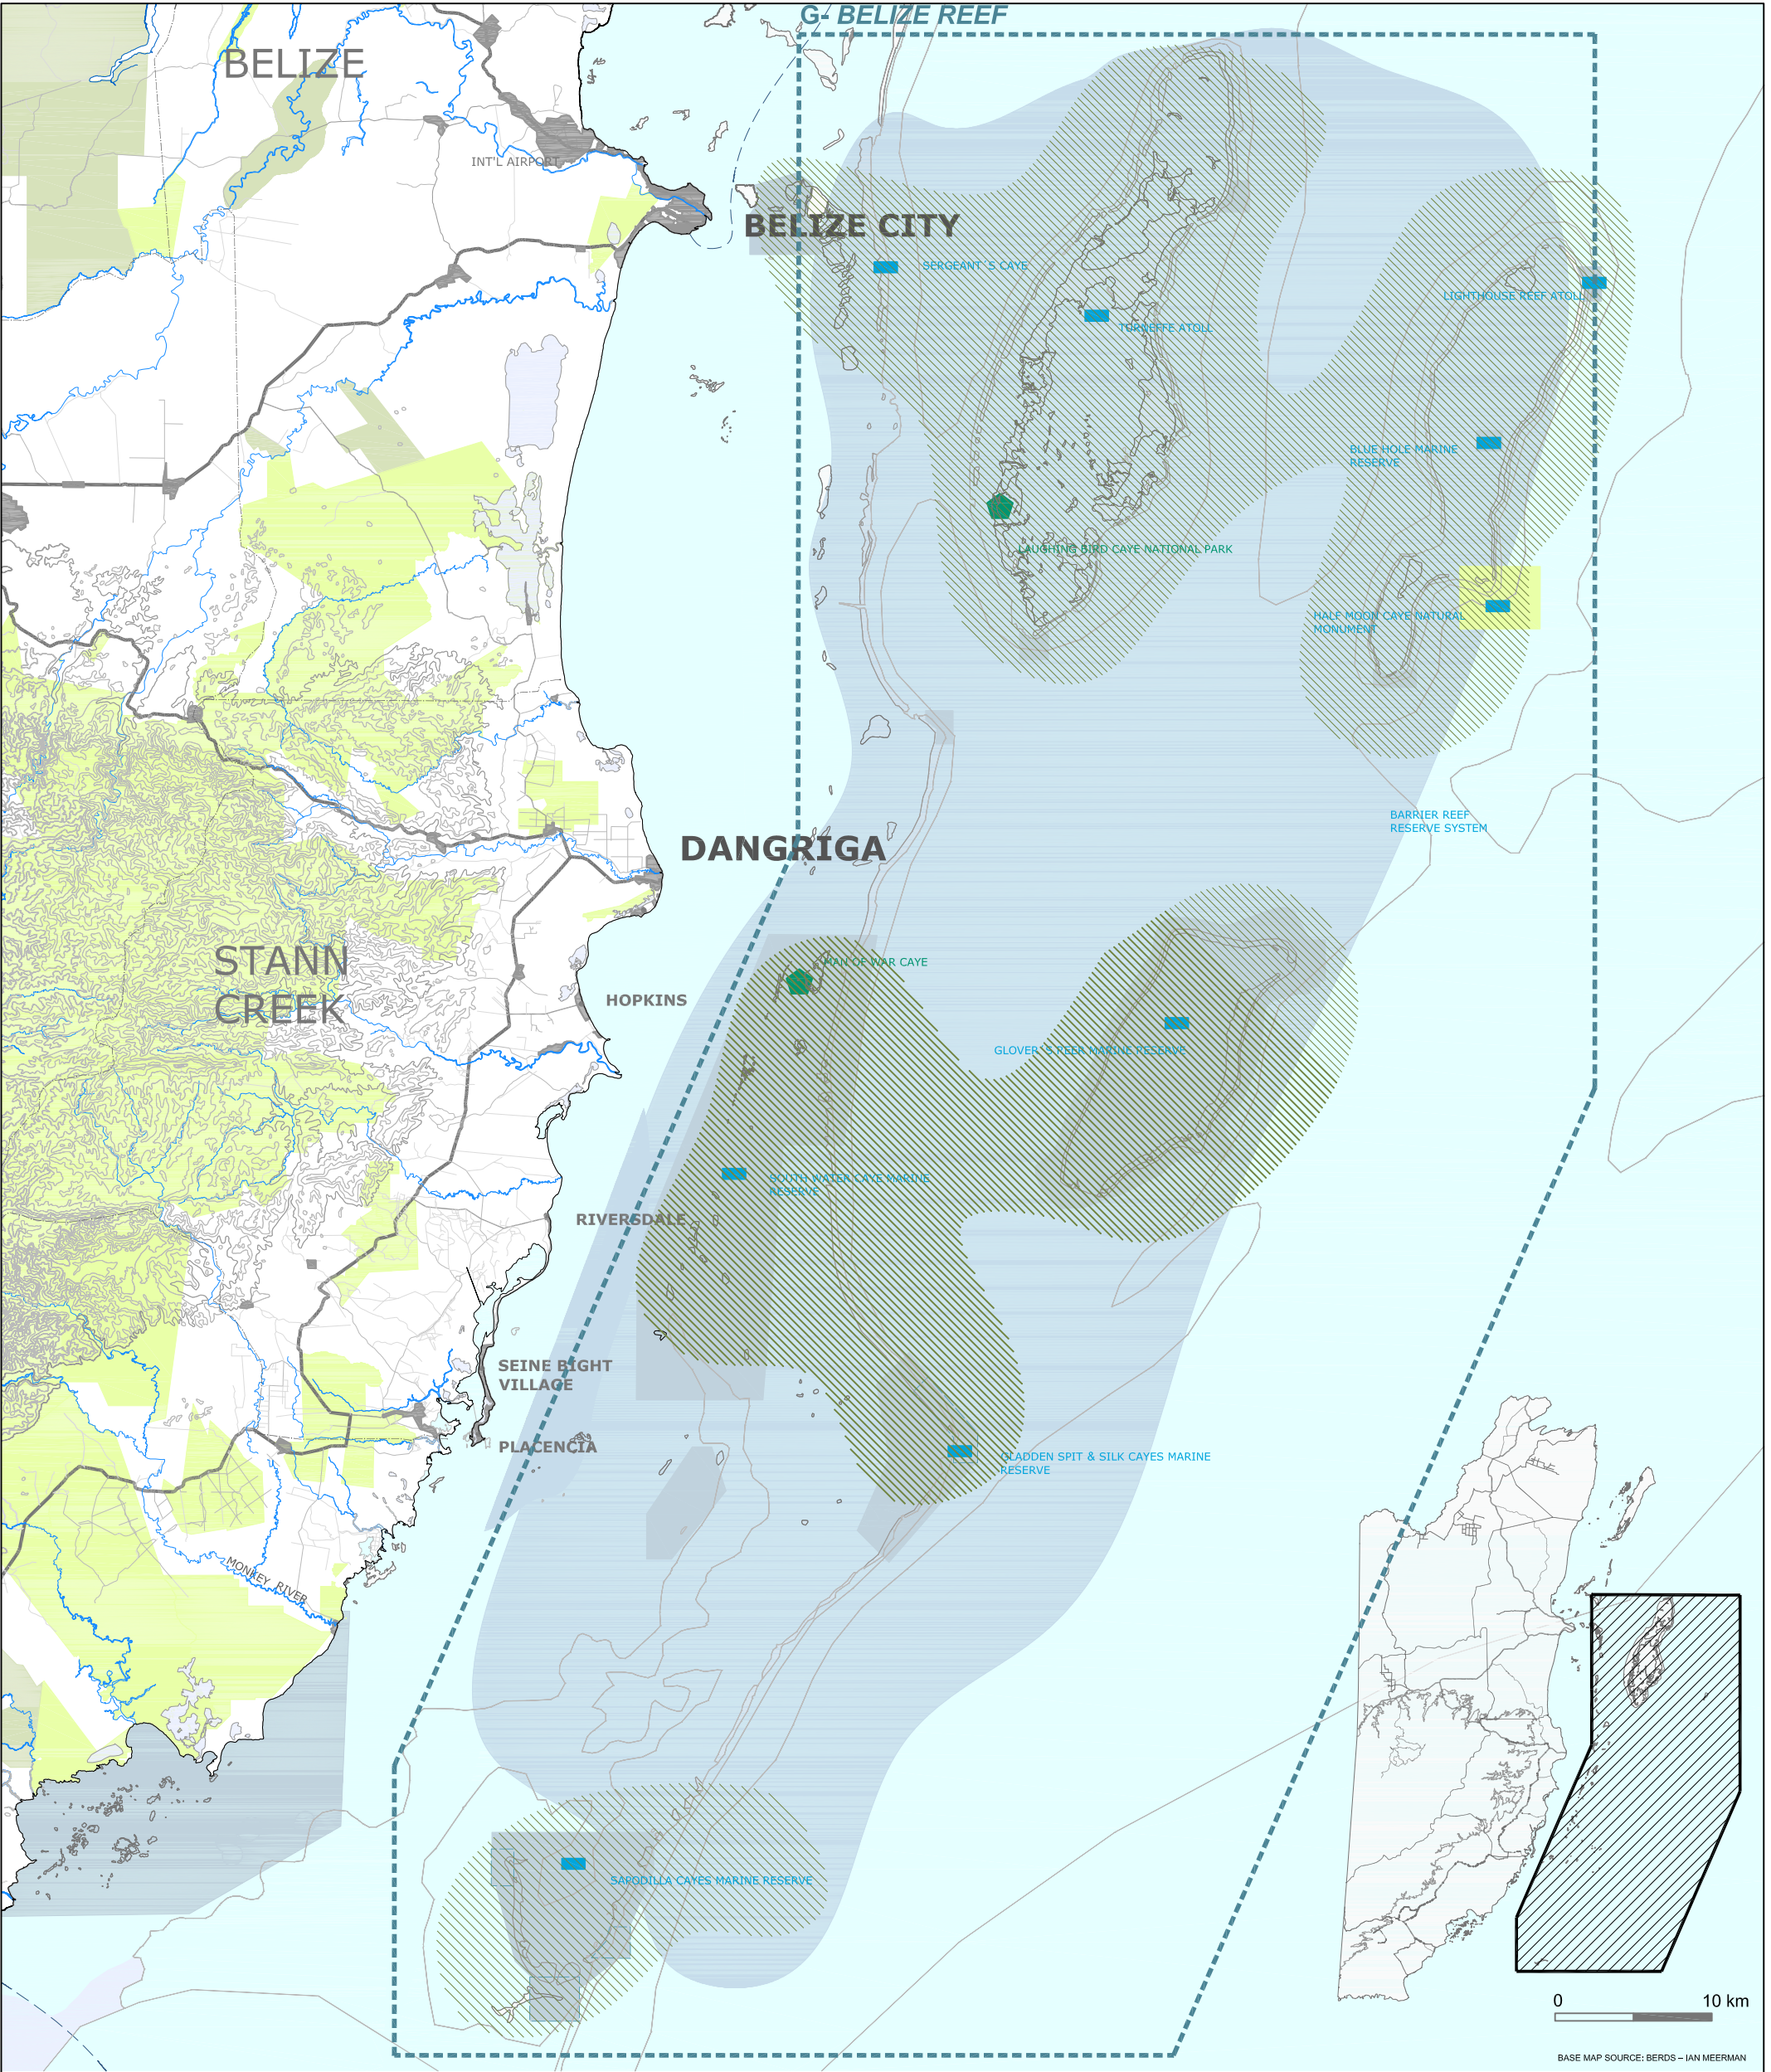 G- BELIZE REEF
BELIZE
INT'L AIRPORT
BELIZE CITY
SERGEANT´S CAYE
LIGHTHOUSE REEF ATOLL
TURNEFFE ATOLL
BLUE HOLE MARINE
RESERVE
LAUGHING BIRD CAYE NATIONAL PARK
HALF MOON CAYE NATURAL
MONUMENT
BARRIER REEF
RESERVE SYSTEM
DANGRIGA
STANN
CREEK
MAN OF WAR CAYE
HOPKINS
GLOVER´S REER MARINE RESERVE
SOUTH WATER CAYE MARINE
RESERVE
RIVERSDALE
SEINE BIGHT
VILLAGE
PLACENCIA
GLADDEN SPIT & SILK CAYES MARINE
RESERVE
MONKEY RIVER
SAPODILLA CAYES MARINE RESERVE
0 10 km
BASE MAP SOURCE: BERDS – IAN MEERMAN